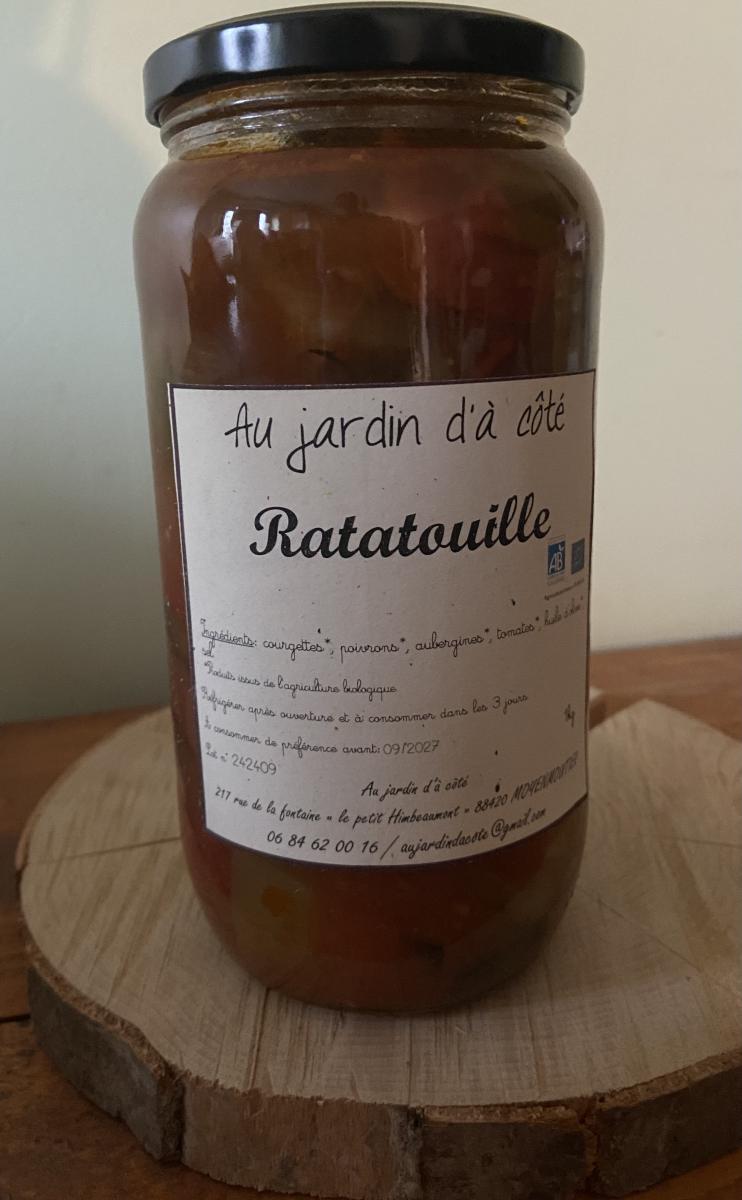 Au jardin d'à côté
Ratatouille
AB
Ingrédients: courgettes*, poivrons*, aubergines*, tomates*, huile d'olive*,
sel
*Produits issus de l'agriculture biologique
Réfrigérer après ouverture et à consommer dans les 3 jours
1kg
A consommer de préférence avant: 09/2027
Lot n° 242409
Au jardin d'à côté
217 rue de la fontaine « le petit Himbeaumont » 88420 MOYENMOUTIER
06 84 62 00 16 / aujardindacote@gmail.com